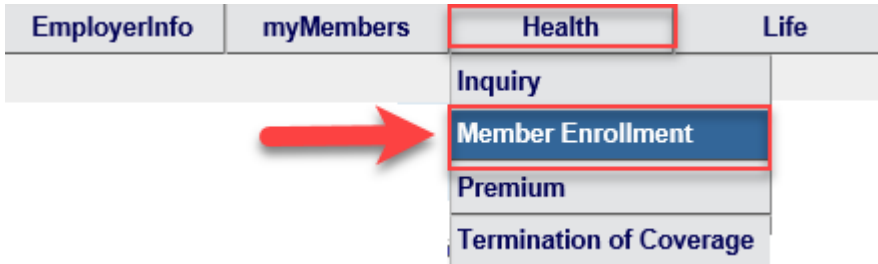 EmployerInfo myMembers Health Life
Inquiry
Member Enrollment
Premium
Termination of Coverage